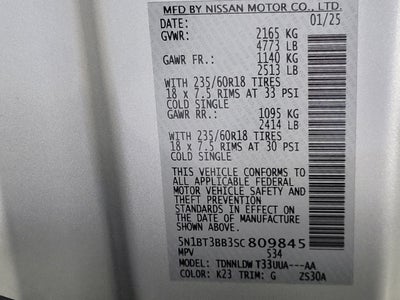 MFD BY NISSAN MOTOR CO., LTD.
DATE: 01/25
GVWR: 2165 KG
4773 LB
GAWR FR.: 1140 KG
2513 LB
WITH 235/60R18 TIRES
18 x 7.5 RIMS AT 33 PSI
COLD SINGLE
GAWR RR.: 1095 KG
2414 LB
WITH 235/60R18 TIRES
18 x 7.5 RIMS AT 30 PSI
COLD SINGLE
THIS VEHICLE CONFORMS TO
ALL APPLICABLE FEDERAL
MOTOR VEHICLE SAFETY AND
THEFT PREVENTION
STANDARDS IN EFFECT ON
THE DATE OF MANUFACTURE
SHOWN ABOVE.
5N1BT3BB3SC809845
MPV 534
MODEL: TDNNLDW T33UUA---AA
COLOR: K23 TRIM: G 2530A